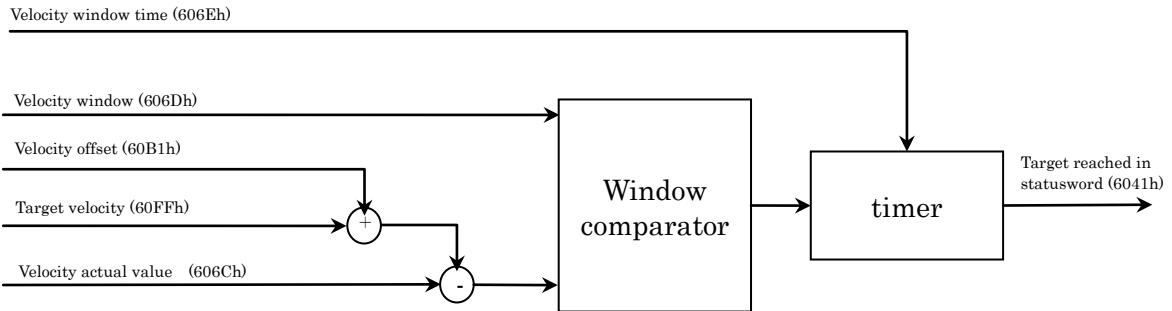 Velocity window time (606Eh)
Velocity window (606Dh)
Velocity offset (60B1h)
Target velocity (60FFh)
+
Velocity actual value (606Ch)
-
Window
comparator
timer
Target reached in
statusword (6041h)